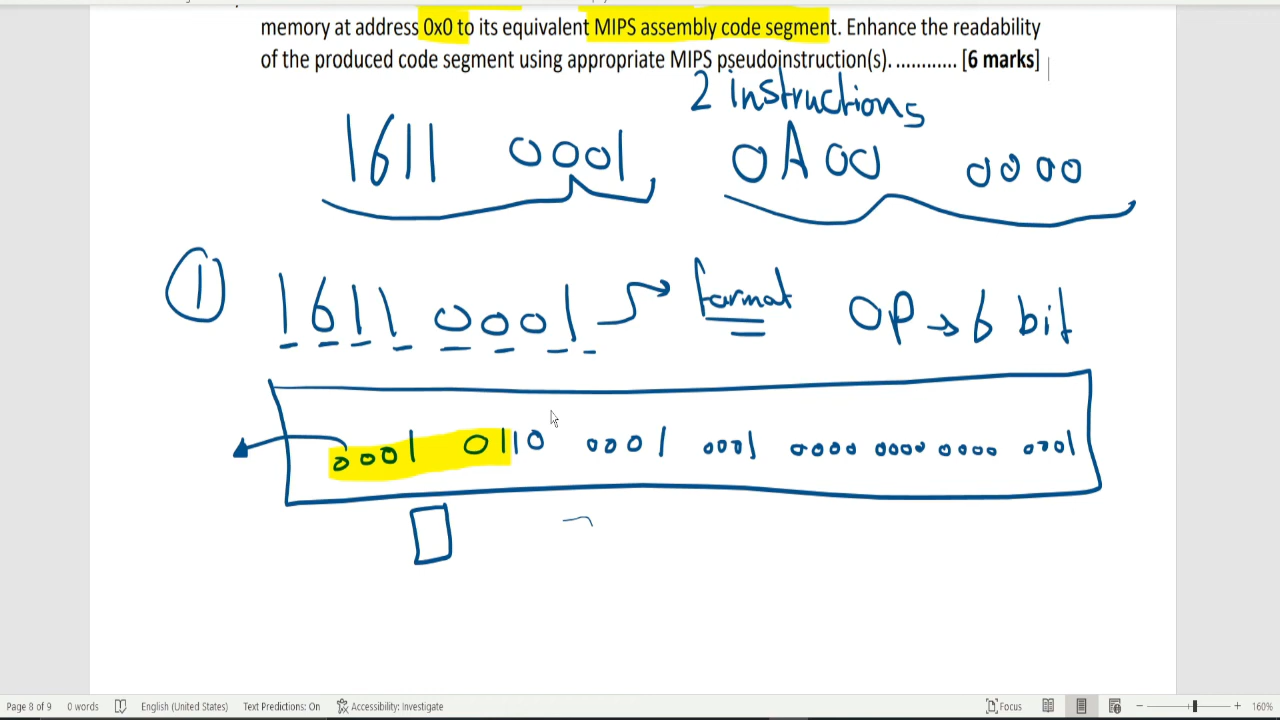 memory at address 0x0 to its equivalent MIPS assembly code segment. Enhance the readability
of the produced code segment using appropriate MIPS pseudoinstruction(s). ............ [6 marks]
2 instructions
1611 0001 0A00 0000
1 1611 0001 format OP → 6 bit
0001 0110 0001 0001 0000 0000 0000 0001
Page 8 of 9 0 words English (United States) Text Predictions: On Accessibility: Investigate Focus 160%